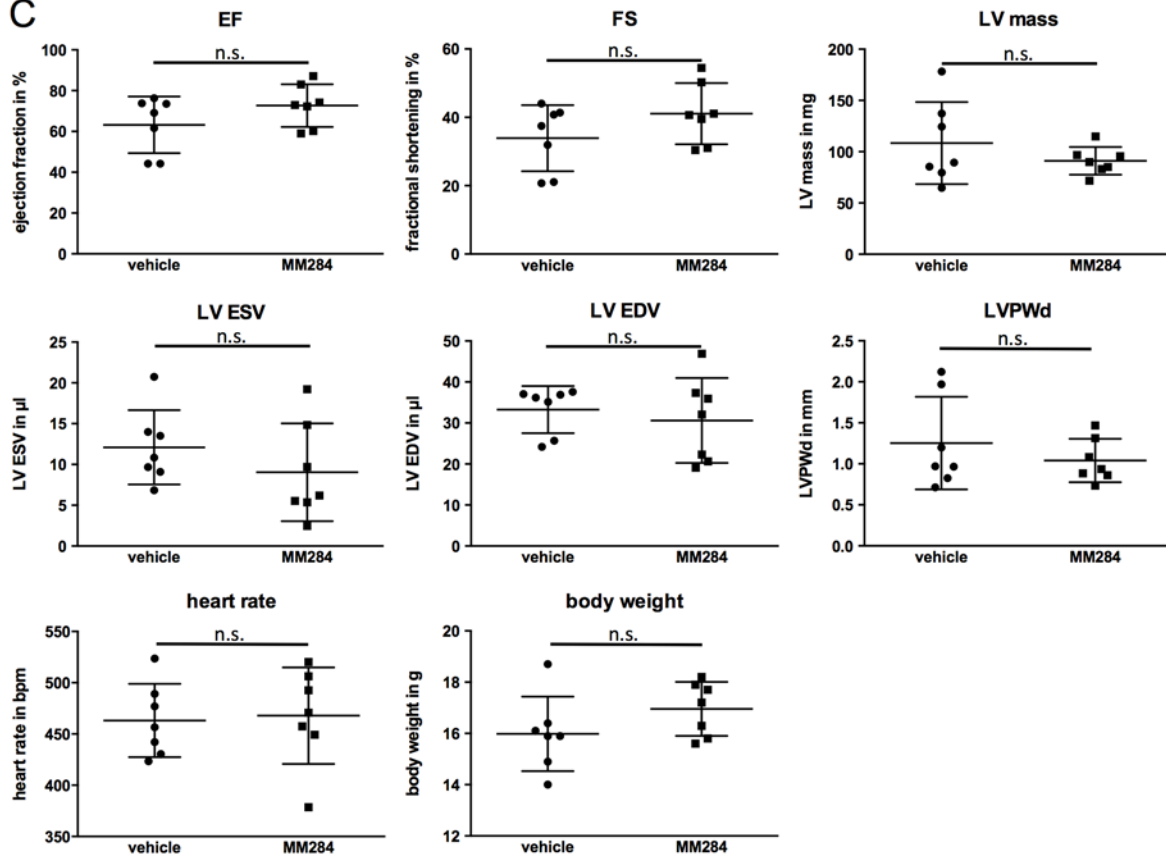 C
EF
n.s.
ejection fraction in %
100
80
60
40
20
0
vehicle
MM284
FS
n.s.
fractional shortening in %
60
40
20
0
vehicle
MM284
LV mass
n.s.
LV mass in mg
200
150
100
50
0
vehicle
MM284
LV ESV
n.s.
LV ESV in µl
25
20
15
10
5
0
vehicle
MM284
LV EDV
n.s.
LV EDV in µl
50
40
30
20
10
0
vehicle
MM284
LVPWd
n.s.
LVPWd in mm
2.5
2.0
1.5
1.0
0.5
0.0
vehicle
MM284
heart rate
n.s.
heart rate in bpm
550
500
450
400
350
vehicle
MM284
body weight
n.s.
body weight in g
20
18
16
14
12
vehicle
MM284